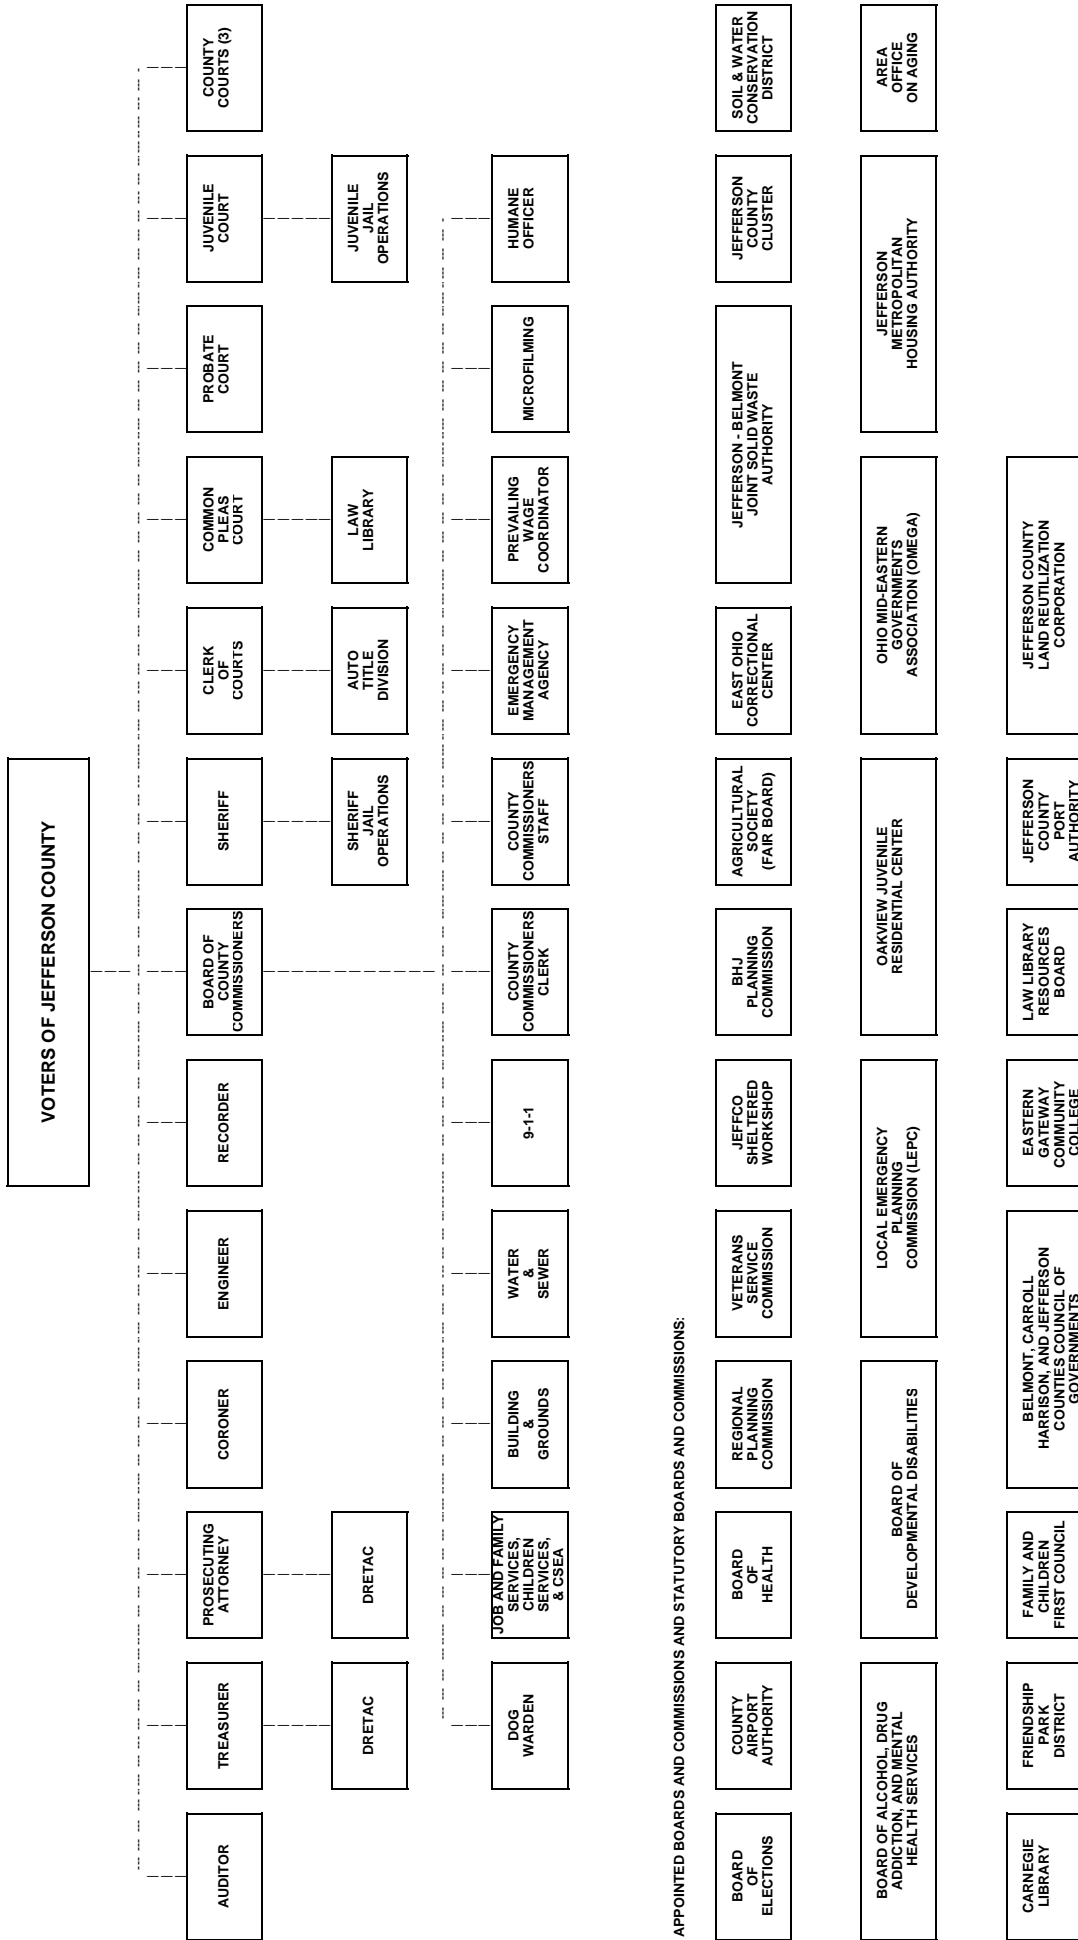 VOTERS OF JEFFERSON COUNTY
AUDITOR
TREASURER
PROSECUTING
ATTORNEY
CORONER
ENGINEER
RECORDER
BOARD OF
COUNTY
COMMISSIONERS
SHERIFF
CLERK
OF
COURTS
COMMON
PLEAS
COURT
PROBATE
COURT
JUVENILE
COURT
COUNTY
COURTS (3)
DRETAC
DRETAC
SHERIFF
JAIL
OPERATIONS
AUTO
TITLE
DIVISION
LAW
LIBRARY
JUVENILE
JAIL
OPERATIONS
DOG
WARDEN
JOB AND FAMILY
SERVICES,
CHILDREN
SERVICES,
& CSEA
BUILDING
&
GROUNDS
WATER
&
SEWER
9-1-1
COUNTY
COMMISSIONERS
CLERK
COUNTY
COMMISSIONERS
STAFF
EMERGENCY
MANAGEMENT
AGENCY
PREVAILING
WAGE
COORDINATOR
MICROFILMING
HUMANE
OFFICER
APPOINTED BOARDS AND COMMISSIONS AND STATUTORY BOARDS AND COMMISSIONS:
BOARD
OF
ELECTIONS
COUNTY
AIRPORT
AUTHORITY
BOARD
OF
HEALTH
REGIONAL
PLANNING
COMMISSION
VETERANS
SERVICE
COMMISSION
JEFFCO
SHELTERED
WORKSHOP
BHJ
PLANNING
COMMISSION
AGRICULTURAL
SOCIETY
(FAIR BOARD)
EAST OHIO
CORRECTIONAL
CENTER
JEFFERSON - BELMONT
JOINT SOLID WASTE
AUTHORITY
JEFFERSON
COUNTY
CLUSTER
SOIL & WATER
CONSERVATION
DISTRICT
BOARD OF ALCOHOL, DRUG
ADDICTION, AND MENTAL
HEALTH SERVICES
BOARD OF
DEVELOPMENTAL DISABILITIES
LOCAL EMERGENCY
PLANNING
COMMISSION (LEPC)
OAKVIEW JUVENILE
RESIDENTIAL CENTER
OHIO MID-EASTERN
GOVERNMENTS
ASSOCIATION (OMEGA)
JEFFERSON
METROPOLITAN
HOUSING AUTHORITY
AREA
OFFICE
ON AGING
CARNEGIE
LIBRARY
FRIENDSHIP
PARK
DISTRICT
FAMILY AND
CHILDREN
FIRST COUNCIL
BELMONT, CARROLL
HARRISON, AND JEFFERSON
COUNTIES COUNCIL OF
GOVERNMENTS
EASTERN
GATEWAY
COMMUNITY
COLLEGE
LAW LIBRARY
RESOURCES
BOARD
JEFFERSON
COUNTY
PORT
AUTHORITY
JEFFERSON COUNTY
LAND REUTILIZATION
CORPORATION